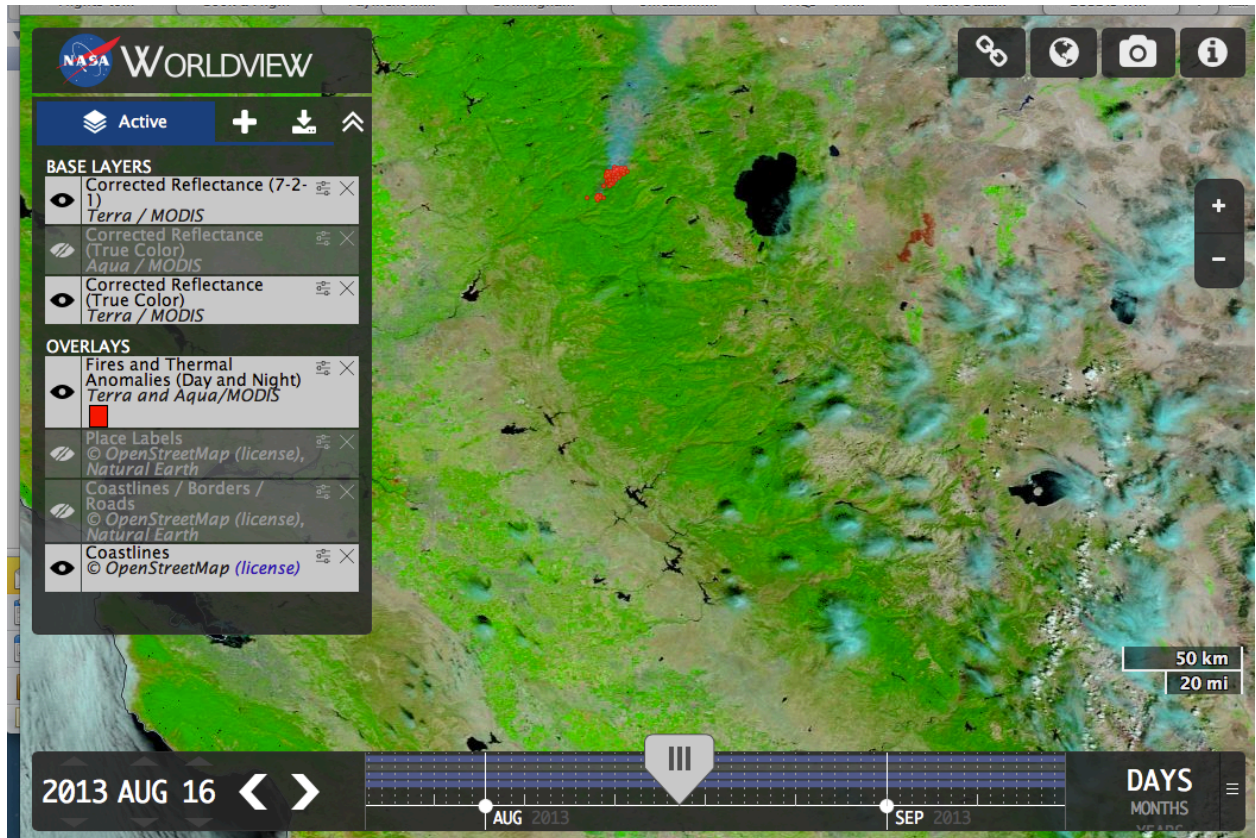 NASA WORLDVIEW
Active
BASE LAYERS
Corrected Reflectance (7-2-
1)
Terra / MODIS
Corrected Reflectance
(True Color)
Aqua / MODIS
Corrected Reflectance
(True Color)
Terra / MODIS
OVERLAYS
Fires and Thermal
Anomalies (Day and Night)
Terra and Aqua/MODIS
Place Labels
© OpenStreetMap (license),
Natural Earth
Coastlines / Borders /
Roads
© OpenStreetMap (license),
Natural Earth
Coastlines
© OpenStreetMap (license)
+
−
50 km
20 mi
2013 AUG 16
AUG 2013
SEP 2013
DAYS
MONTHS
YEARS